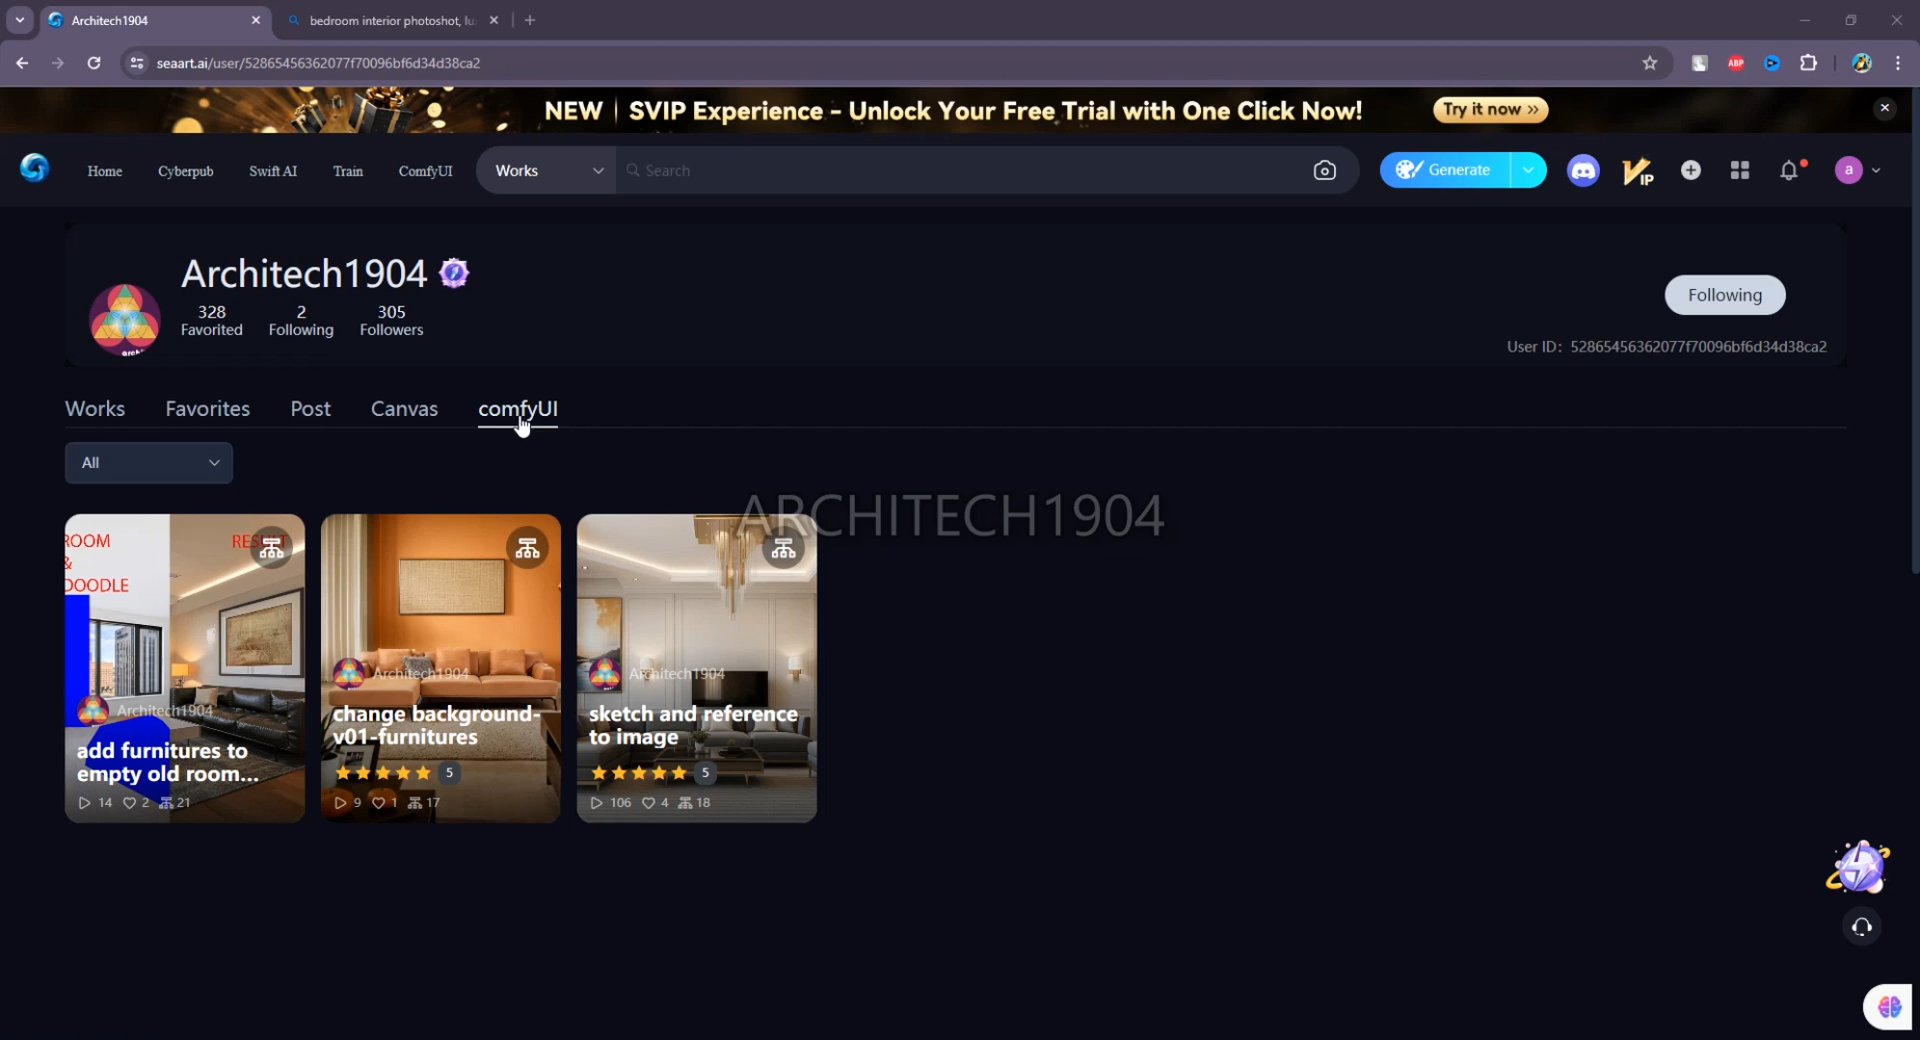 Architech1904
bedroom interior photoshot, lu
seaart.ai/user/52865456362077f70096bf6d34d38ca2
ABP
NEW | SVIP Experience - Unlock Your Free Trial with One Click Now!
Try it now »
Home
Cyberpub
Swift AI
Train
ComfyUI
Works
Search
Generate
VIP
a
Architech1904
328
Favorited
2
Following
305
Followers
Following
User ID: 52865456362077f70096bf6d34d38ca2
Works
Favorites
Post
Canvas
comfyUI
All
ARCHITECH1904
ROOM
&
DOODLE
Architech1904
add furnitures to
empty old room...
14
2
21
Architech1904
change background-
v01-furnitures
5
9
1
17
Architech1904
sketch and reference
to image
5
106
4
18